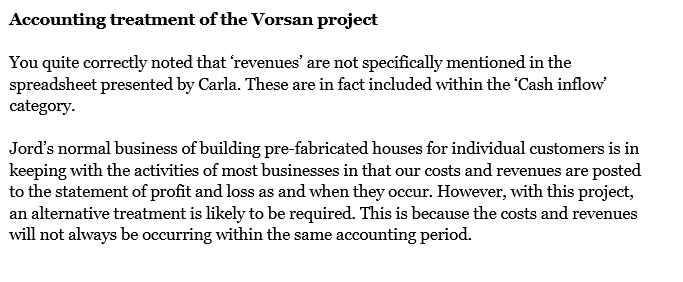 Accounting treatment of the Vorsan project
You quite correctly noted that ‘revenues’ are not specifically mentioned in the
spreadsheet presented by Carla. These are in fact included within the ‘Cash inflow’
category.
Jord’s normal business of building pre-fabricated houses for individual customers is in
keeping with the activities of most businesses in that our costs and revenues are posted
to the statement of profit and loss as and when they occur. However, with this project,
an alternative treatment is likely to be required. This is because the costs and revenues
will not always be occurring within the same accounting period.